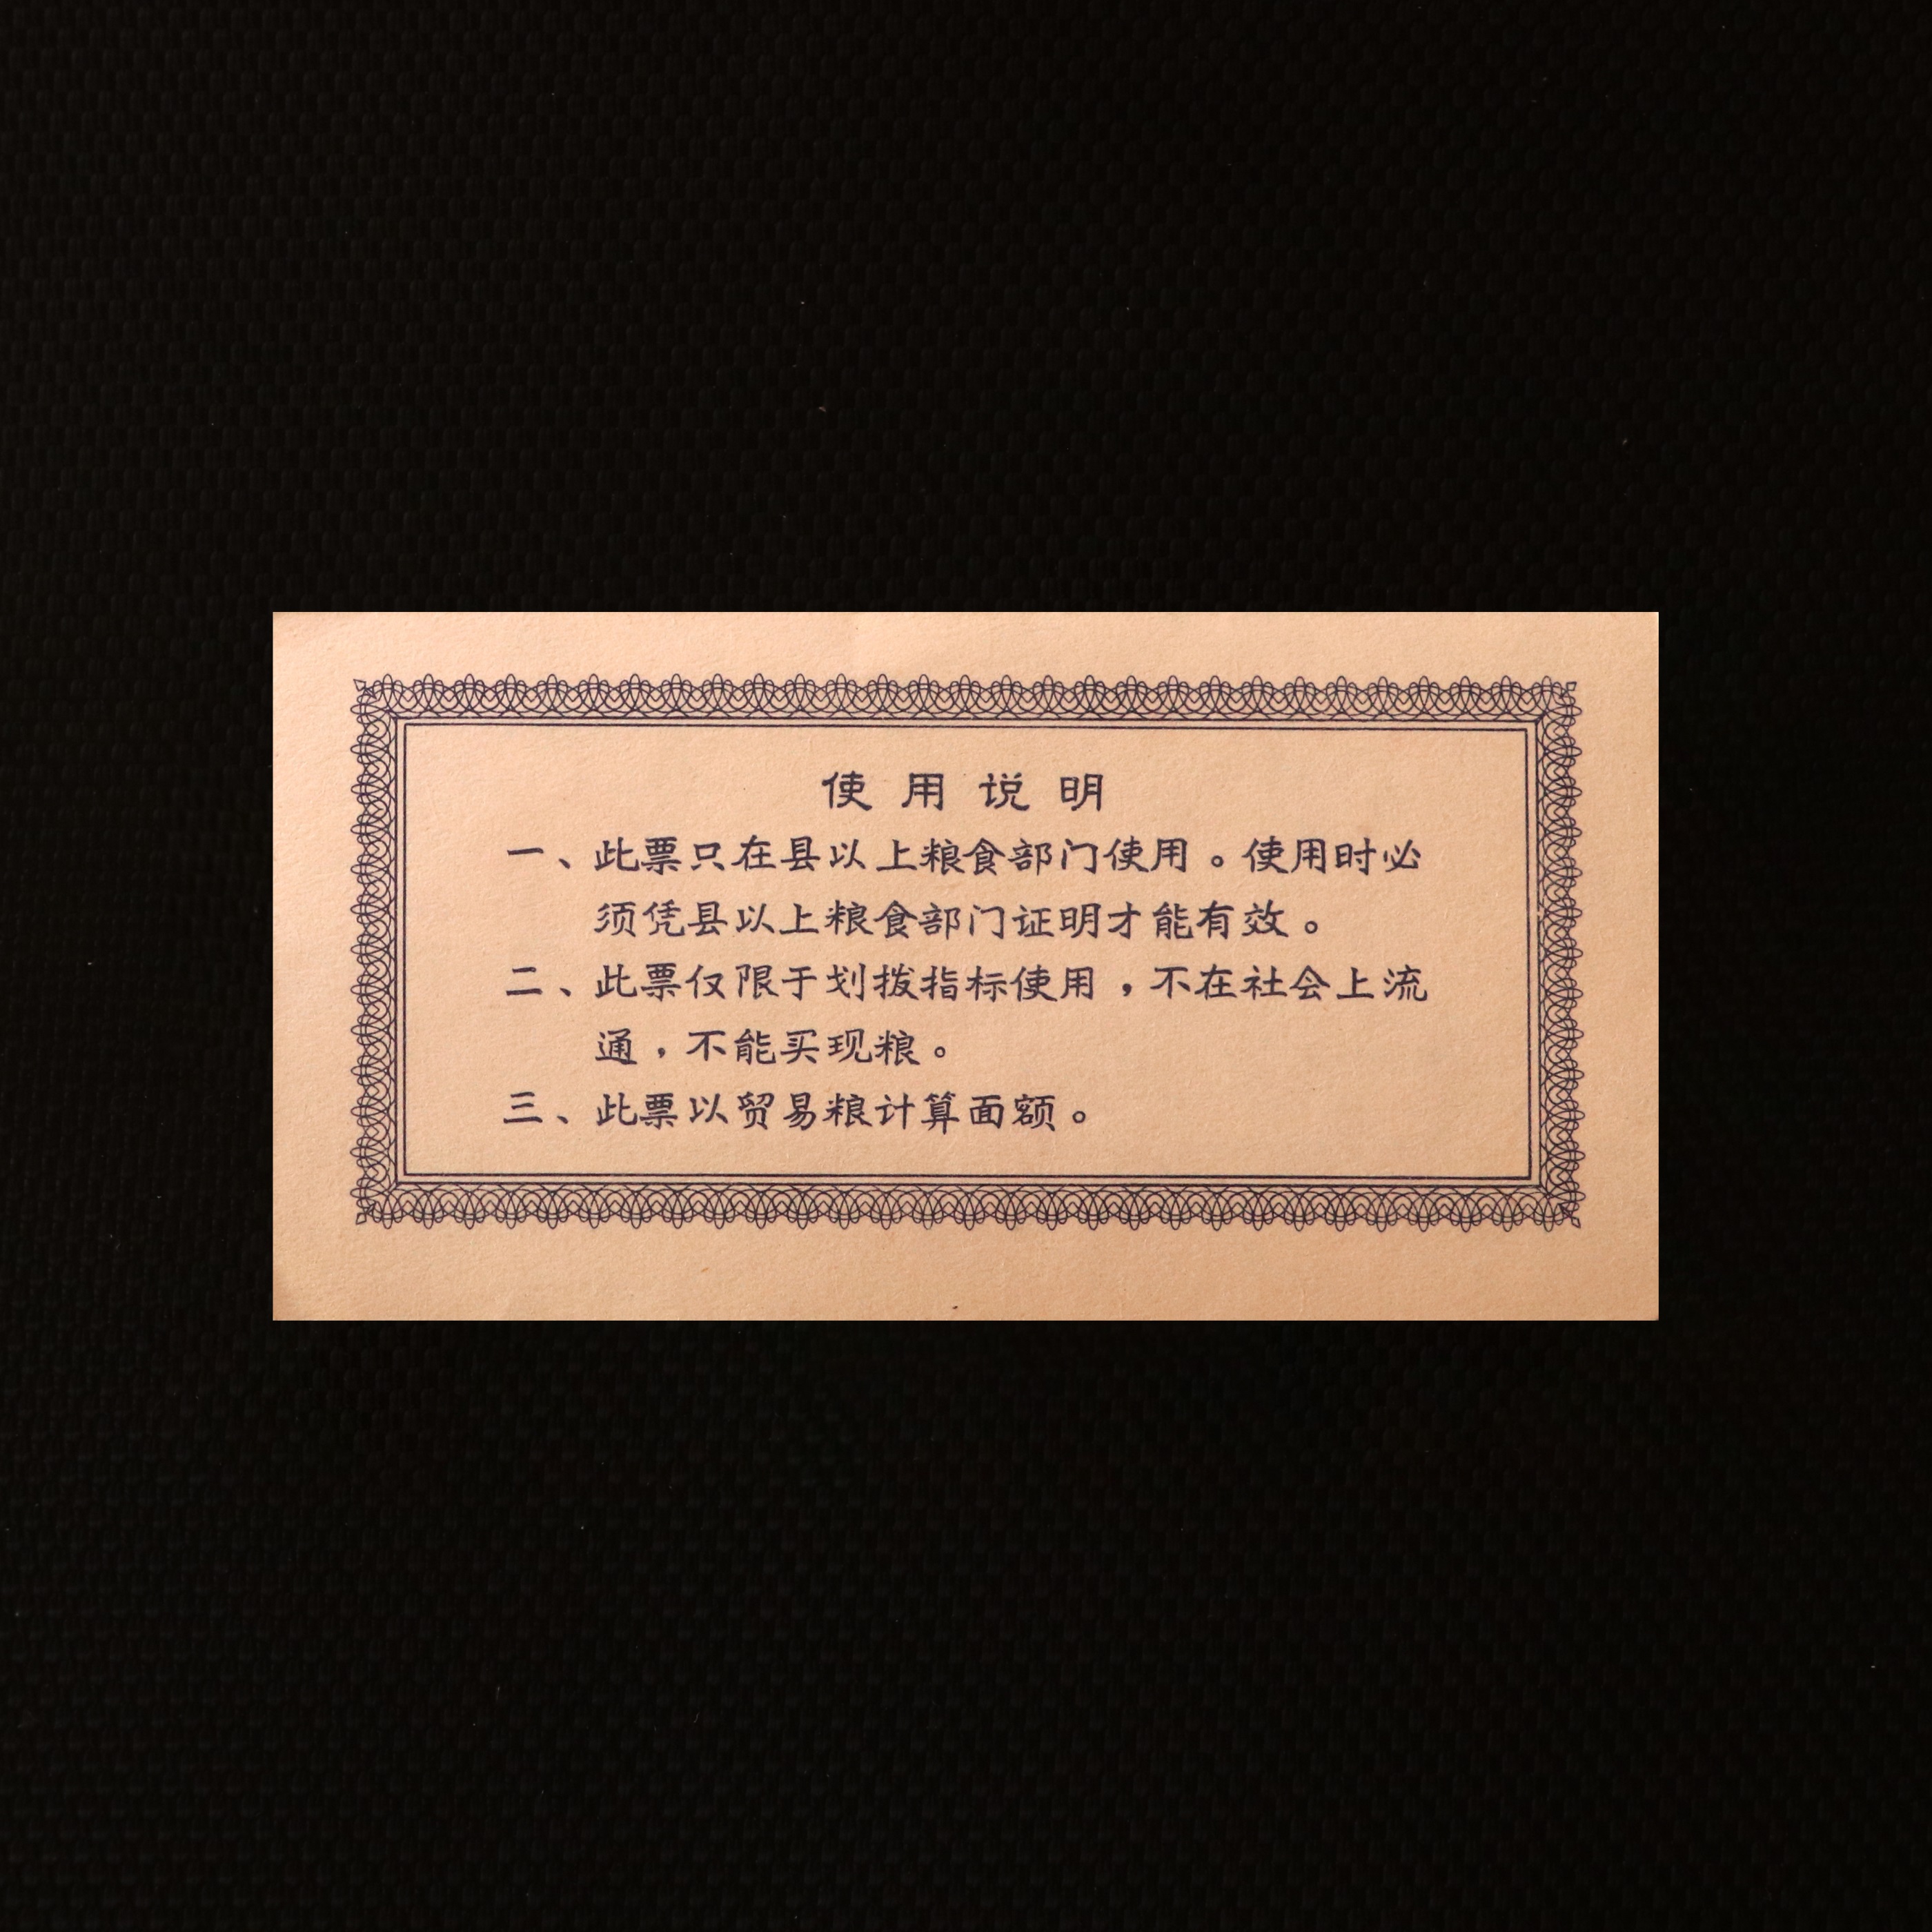 使用说明
一、此票只在县以上粮食部门使用。使用时必
须凭县以上粮食部门证明才能有效。
二、此票仅限于划拨指标使用，不在社会上流
通，不能买现粮。
三、此票以贸易粮计算面额。